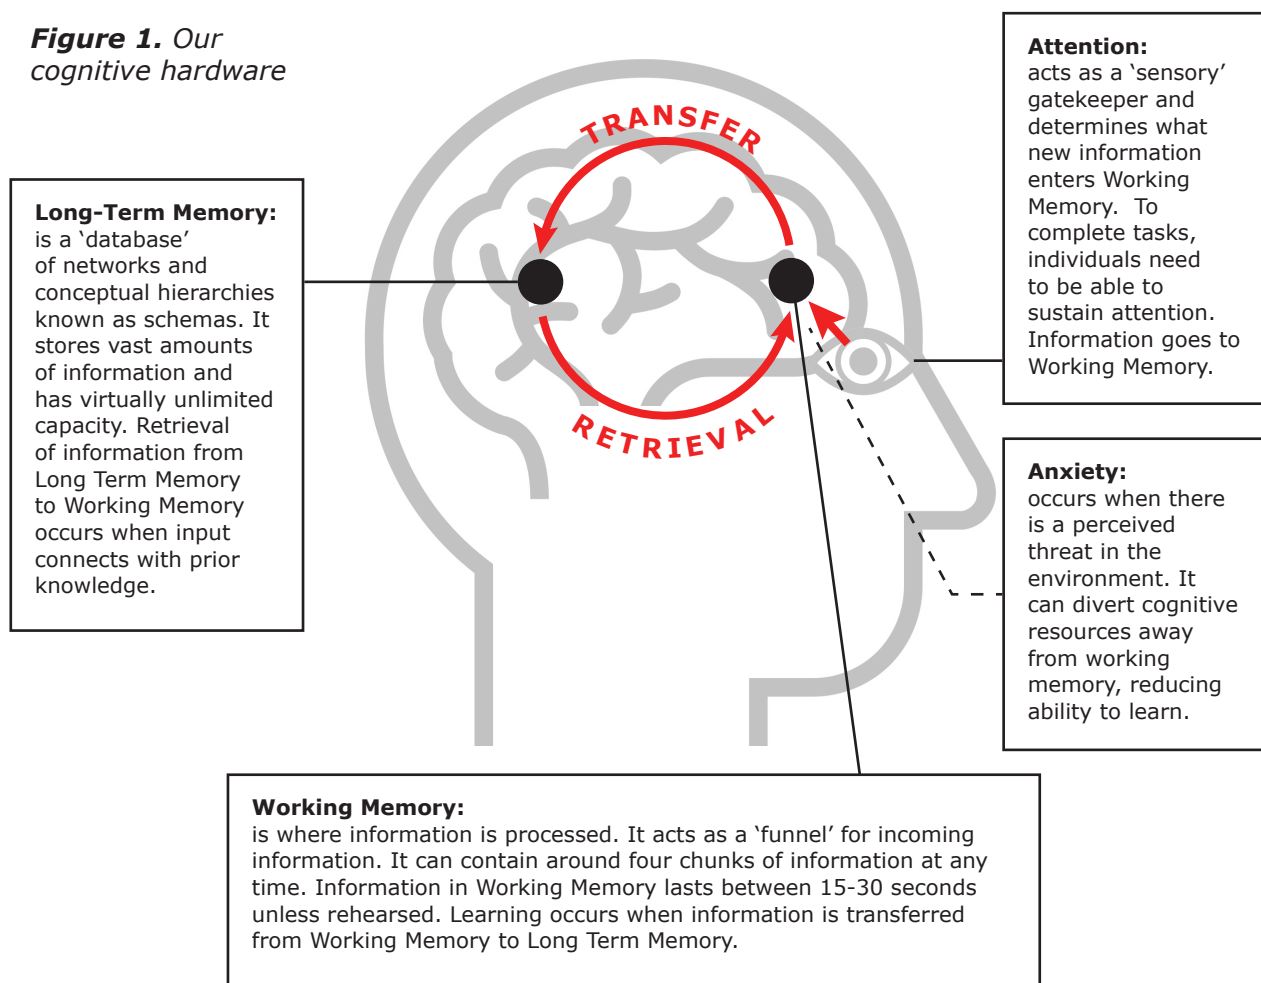 Figure 1. Our
cognitive hardware
Attention:
acts as a ‘sensory’
gatekeeper and
determines what
new information
enters Working
Memory.  To
complete tasks,
individuals need
to be able to
sustain attention.
Information goes to
Working Memory.
TRANSFER
Long-Term Memory:
is a ‘database’
of networks and
conceptual hierarchies
known as schemas. It
stores vast amounts
of information and
has virtually unlimited
capacity. Retrieval
of information from
Long Term Memory
to Working Memory
occurs when input
connects with prior
knowledge.
RETRIEVAL
Anxiety:
occurs when there
is a perceived
threat in the
environment. It
can divert cognitive
resources away
from working
memory, reducing
ability to learn.
Working Memory:
is where information is processed. It acts as a ‘funnel’ for incoming
information. It can contain around four chunks of information at any
time. Information in Working Memory lasts between 15-30 seconds
unless rehearsed. Learning occurs when information is transferred
from Working Memory to Long Term Memory.